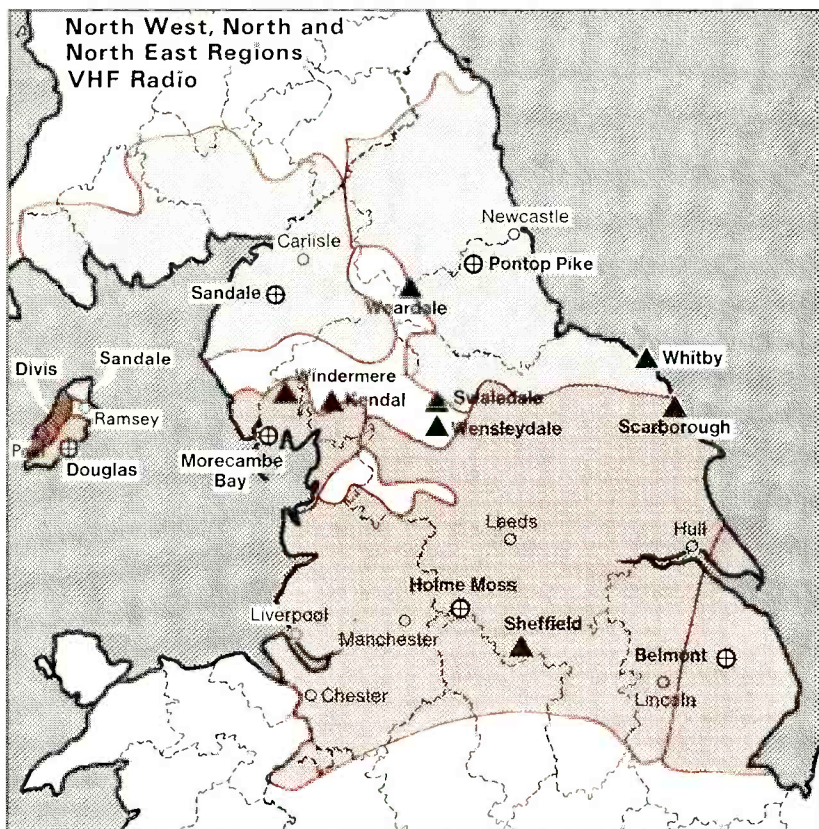 North West, North and
North East Regions
VHF Radio
Newcastle
Carlisle
Pontop Pike
Sandale
Weardale
Whitby
Divis
Sandale
Windermere
Kendal
Swaledale
Ramsey
Wensleydale
Scarborough
Douglas
Morecambe
Bay
Leeds
Hull
Holme Moss
Liverpool
Manchester
Sheffield
Belmont
Lincoln
Chester